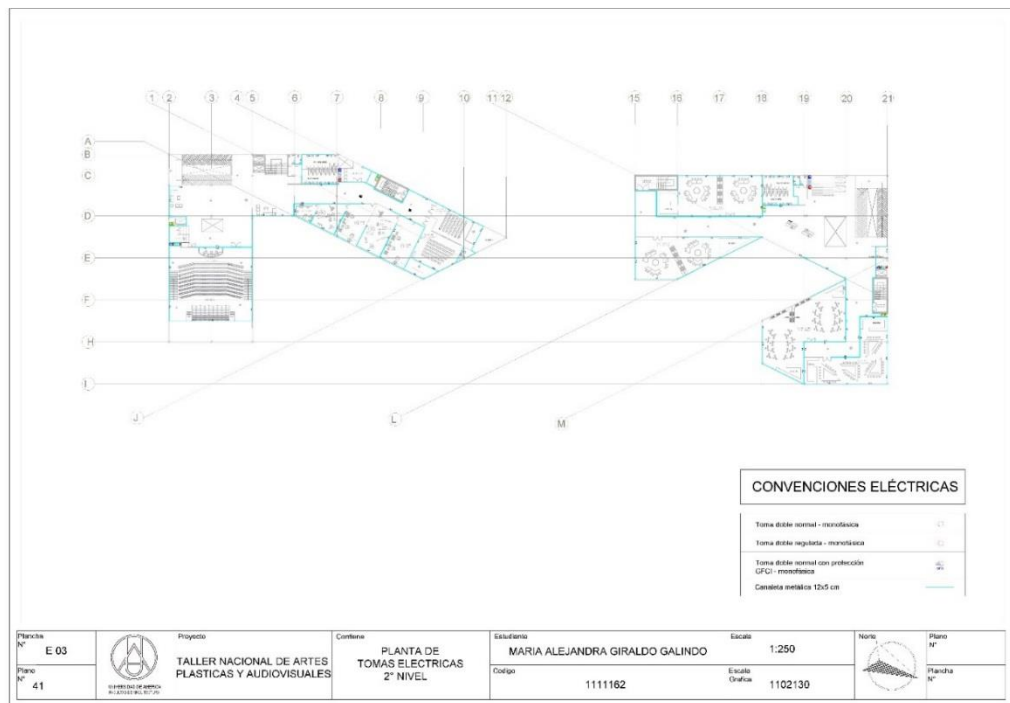 1 2 3 4 5 6 7 8 9 10 11 12 15 16 17 18 19 20 21
A
B
C
D
E
F
H
I
J
L
M
CONVENCIONES ELÉCTRICAS
Toma doble normal - monofásica
Toma doble regulada - monofásica
Toma doble normal con protección
GFCI - monofásica
Canaleta metálica 12x5 cm
Plancha
N°
E 03
Plano
N°
41
Proyecto
TALLER NACIONAL DE ARTES
PLASTICAS Y AUDIOVISUALES
Contiene
PLANTA DE
TOMAS ELECTRICAS
2° NIVEL
Estudiante
MARIA ALEJANDRA GIRALDO GALINDO
Codigo
1111162
Escala
1:250
Escala
Grafica
1102130
Norte
Plano
N°
Plancha
N°